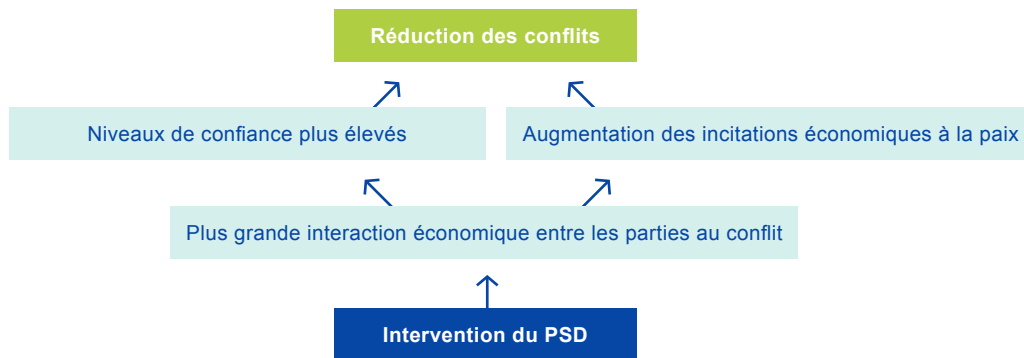 Réduction des conflits
Niveaux de confiance plus élevés
Augmentation des incitations économiques à la paix
Plus grande interaction économique entre les parties au conflit
Intervention du PSD